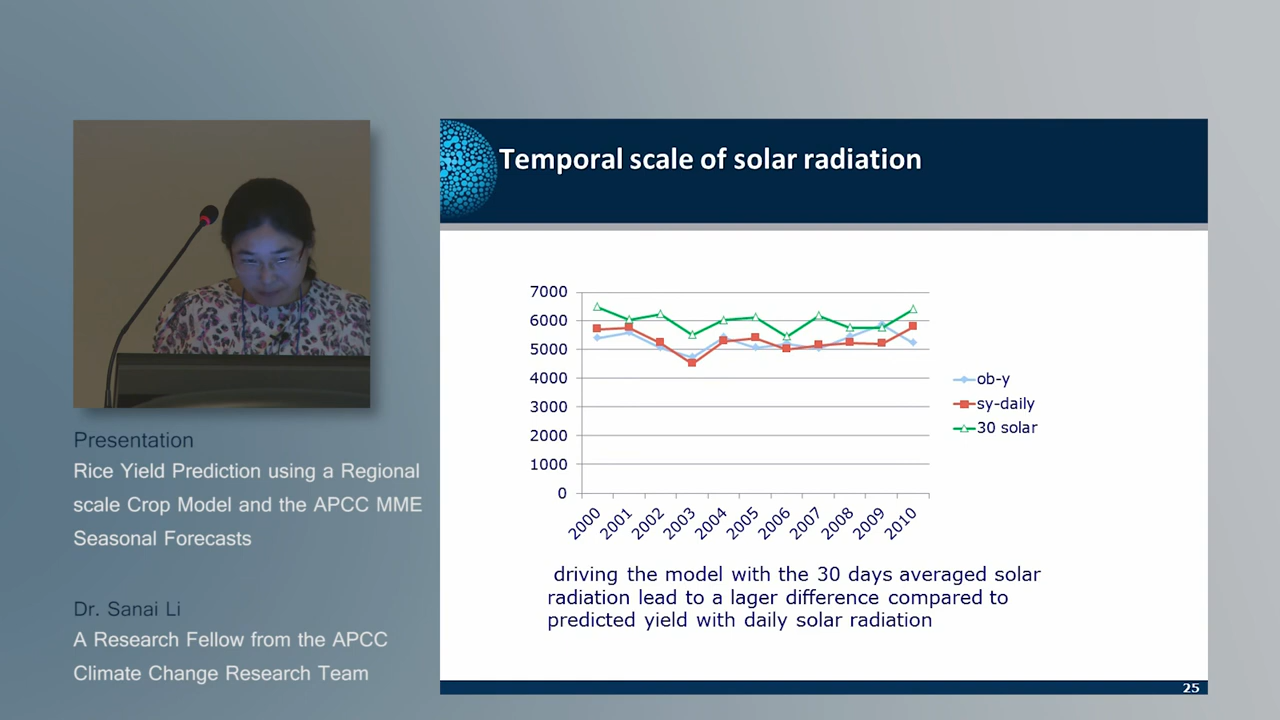 Temporal scale of solar radiation
7000
6000
5000
4000
3000
2000
1000
0
2000 2001 2002 2003 2004 2005 2006 2007 2008 2009 2010
ob-y
sy-daily
30 solar
driving the model with the 30 days averaged solar
radiation lead to a lager difference compared to
predicted yield with daily solar radiation
25
Presentation
Rice Yield Prediction using a Regional
scale Crop Model and the APCC MME
Seasonal Forecasts
Dr. Sanai Li
A Research Fellow from the APCC
Climate Change Research Team